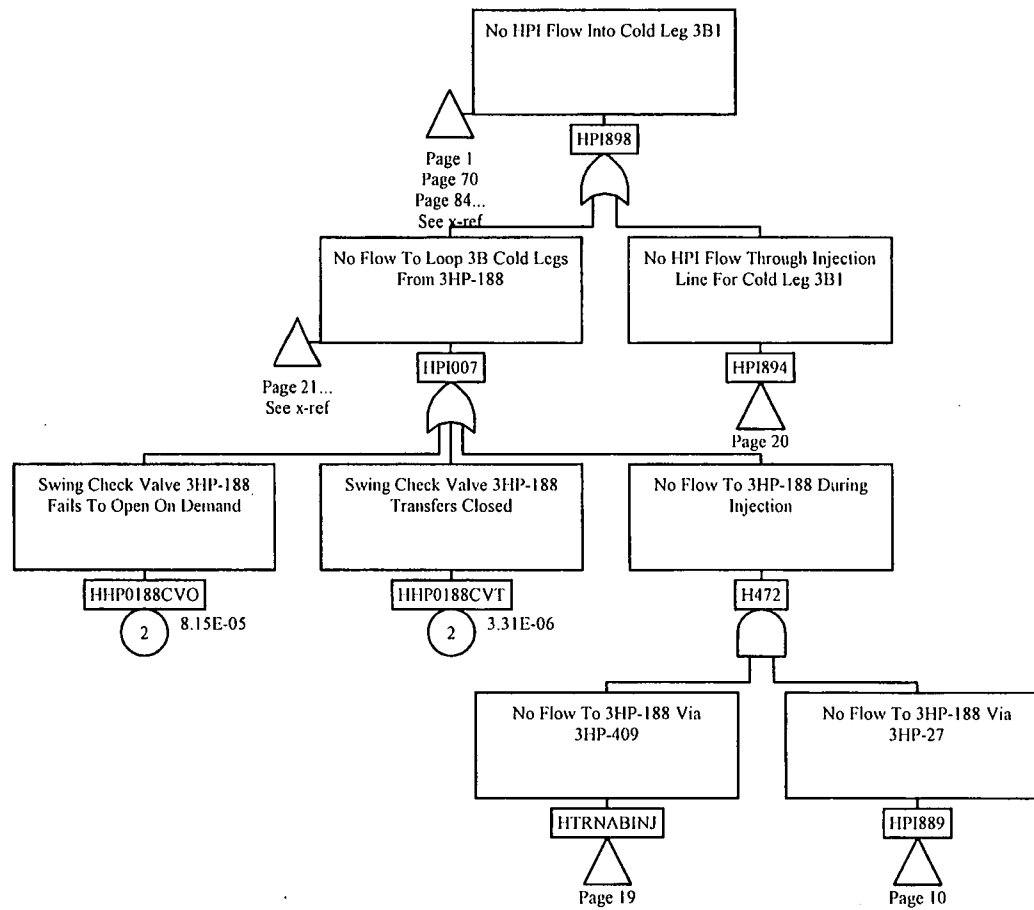 No HPI Flow Into Cold Leg 3B1
HPI898
Page 1
Page 70
Page 84...
See x-ref
No Flow To Loop 3B Cold Legs
From 3HP-188
No HPI Flow Through Injection
Line For Cold Leg 3B1
HPI007
Page 21...
See x-ref
HPI894
Page 20
Swing Check Valve 3HP-188
Fails To Open On Demand
Swing Check Valve 3HP-188
Transfers Closed
No Flow To 3HP-188 During
Injection
HHP0188CVO
2
8.15E-05
HHP0188CVT
2
3.31E-06
H472
No Flow To 3HP-188 Via
3HP-409
No Flow To 3HP-188 Via
3HP-27
HTRNABINJ
Page 19
HPI889
Page 10